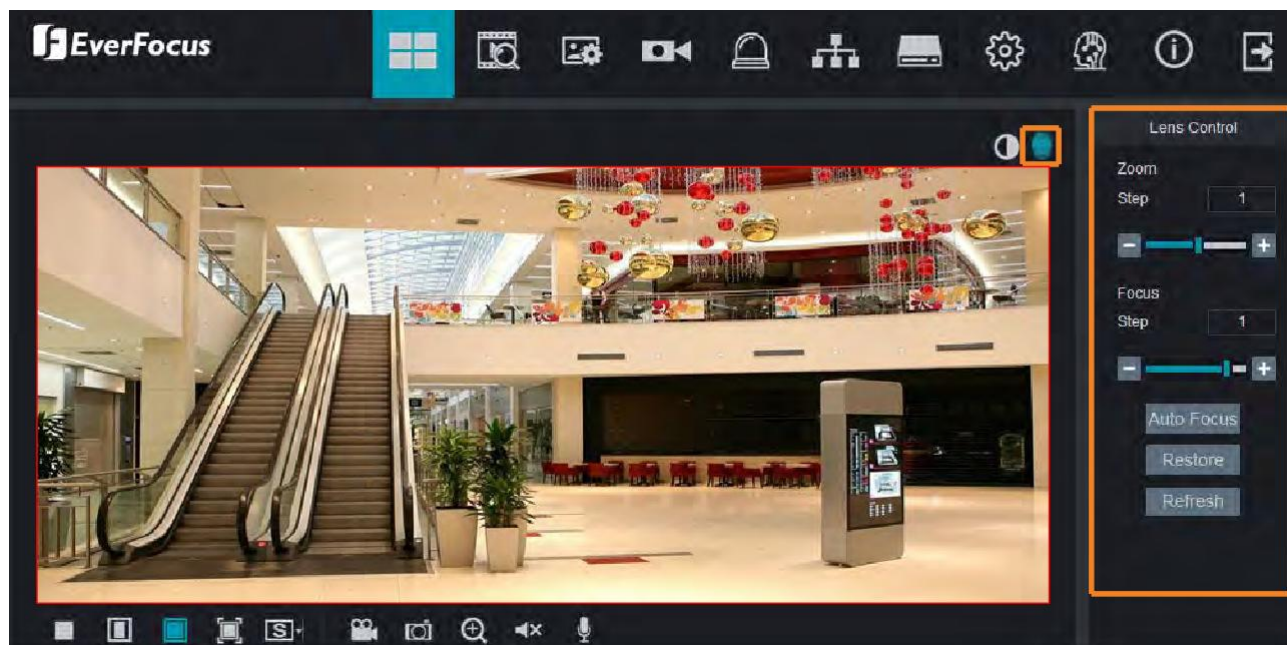 EverFocus
Lens Control
Zoom
Step 1
Focus
Step 1
Auto Focus
Restore
Refresh
S